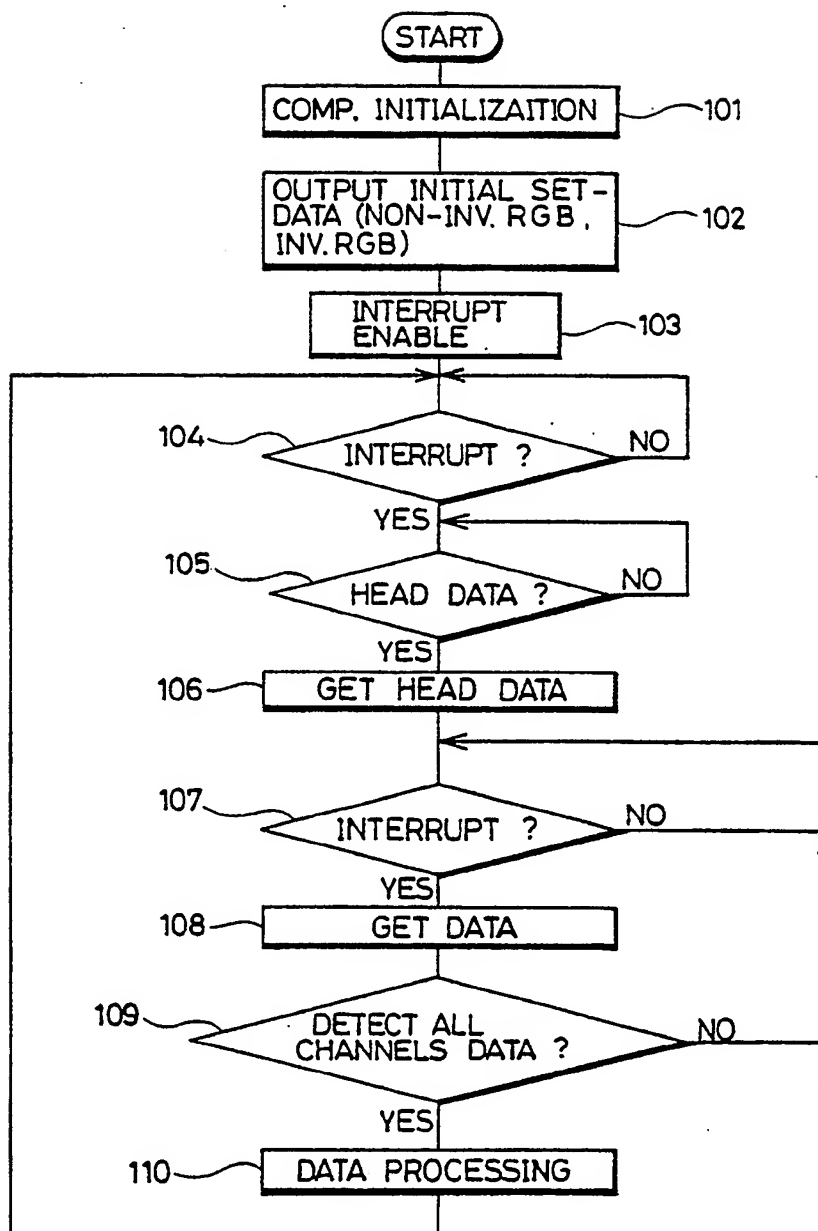 START
COMP. INITIALIZAITION
101
OUTPUT INITIAL SET-
DATA (NON-INV. RGB,
INV. RGB)
102
INTERRUPT
ENABLE
103
104
INTERRUPT ?
NO
YES
105
HEAD DATA ?
NO
YES
106
GET HEAD DATA
107
INTERRUPT ?
NO
YES
108
GET DATA
109
DETECT ALL
CHANNELS DATA ?
NO
YES
110
DATA PROCESSING